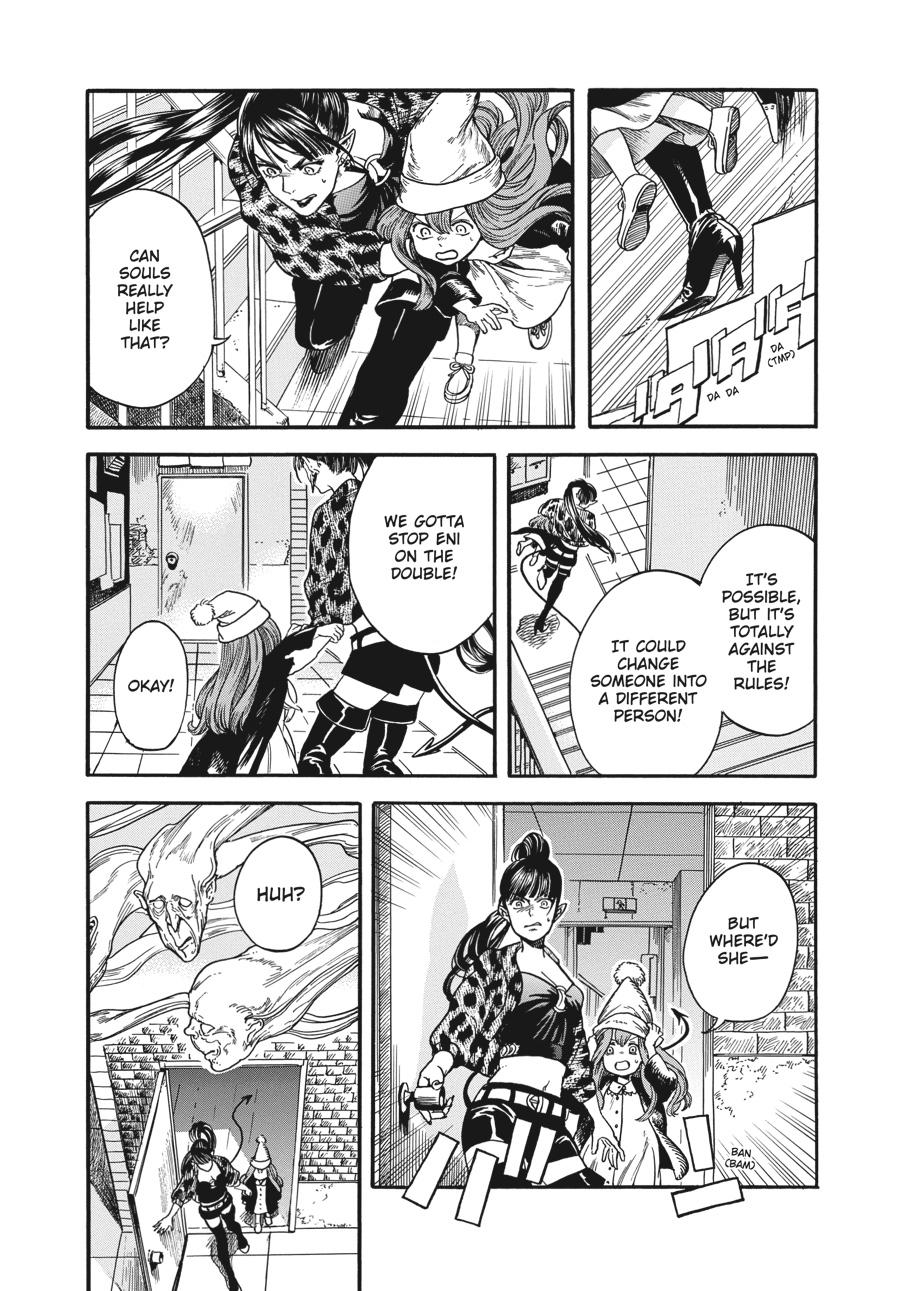 DA
(TMP)
DA DA
CAN
SOULS
REALLY
HELP
LIKE
THAT?
IT'S
POSSIBLE,
BUT IT'S
TOTALLY
AGAINST
THE
RULES!
IT COULD
CHANGE
SOMEONE INTO
A DIFFERENT
PERSON!
WE GOTTA
STOP ENI
ON THE
DOUBLE!
OKAY!
BUT
WHERE'D
SHE—
BAN
(BAM)
HUH?